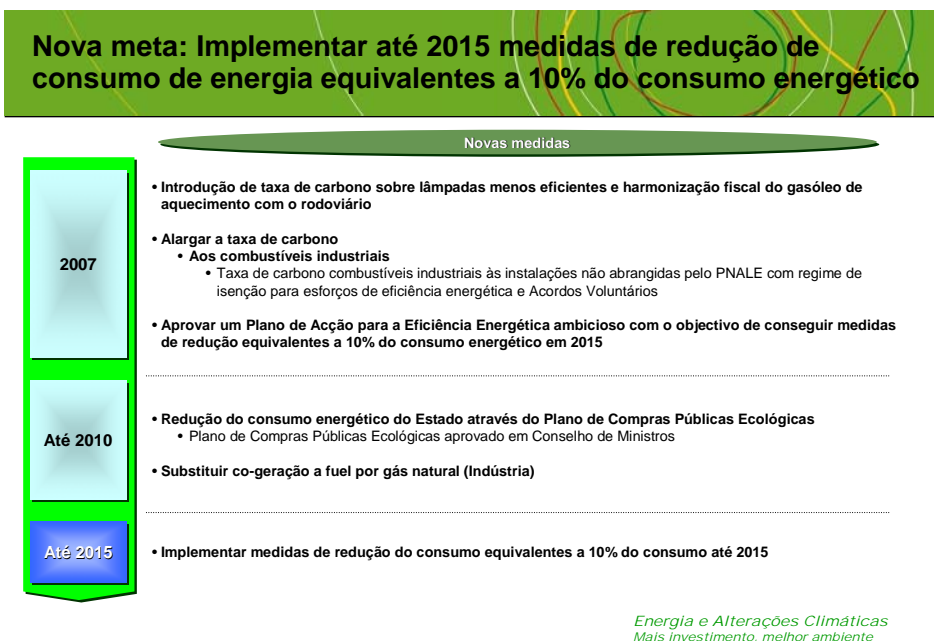 Nova meta: Implementar até 2015 medidas de redução de
consumo de energia equivalentes a 10% do consumo energético
Novas medidas
2007
• Introdução de taxa de carbono sobre lâmpadas menos eficientes e harmonização fiscal do gasóleo de
aquecimento com o rodoviário
• Alargar a taxa de carbono
• Aos combustíveis industriais
• Taxa de carbono combustíveis industriais às instalações não abrangidas pelo PNALE com regime de
isenção para esforços de eficiência energética e Acordos Voluntários
• Aprovar um Plano de Acção para a Eficiência Energética ambicioso com o objectivo de conseguir medidas
de redução equivalentes a 10% do consumo energético em 2015
Até 2010
• Redução do consumo energético do Estado através do Plano de Compras Públicas Ecológicas
• Plano de Compras Públicas Ecológicas aprovado em Conselho de Ministros
• Substituir co-geração a fuel por gás natural (Indústria)
Até 2015
• Implementar medidas de redução do consumo equivalentes a 10% do consumo até 2015
Energia e Alterações Climáticas
Mais investimento, melhor ambiente